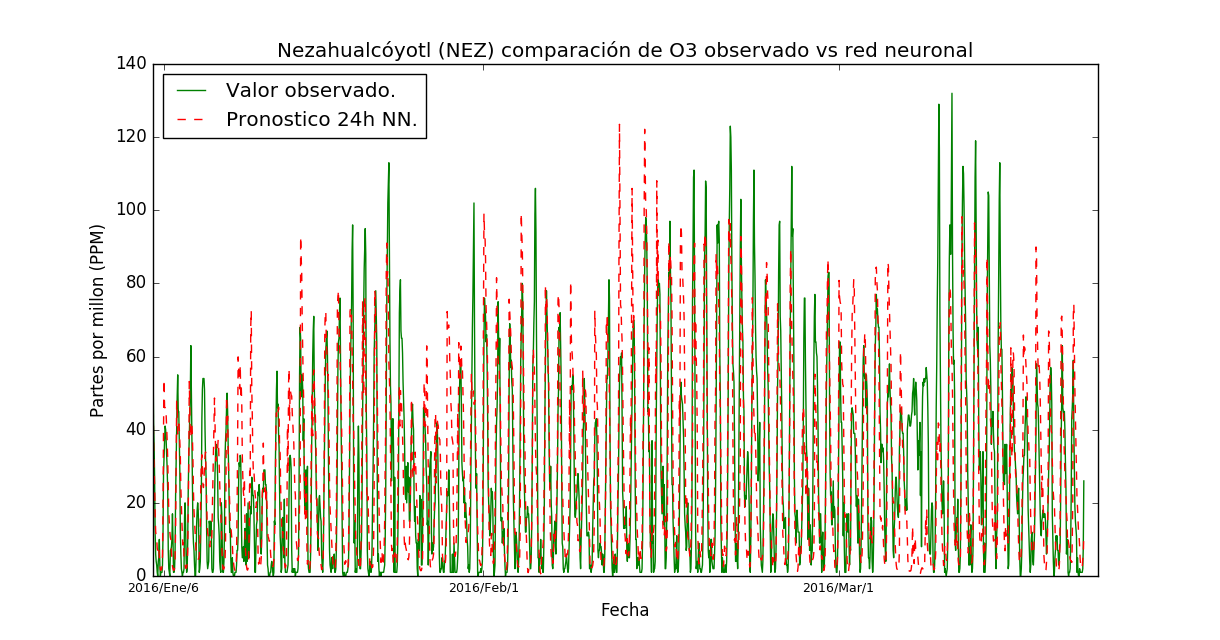 Nezahualcóyotl (NEZ) comparación de O3 observado vs red neuronal
Valor observado.
Pronostico 24h NN.
Partes por millon (PPM)
140
120
100
80
60
40
20
0
2016/Ene/6
2016/Feb/1
2016/Mar/1
Fecha